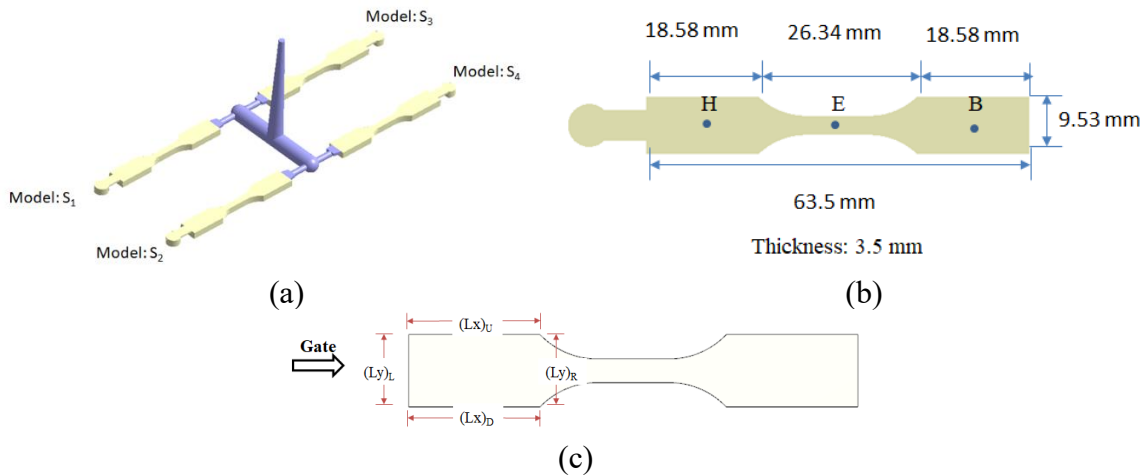 Model: S₃
Model: S₄
Model: S₁
Model: S₂
(a)
18.58 mm
26.34 mm
18.58 mm
H
E
B
9.53 mm
63.5 mm
Thickness: 3.5 mm
(b)
Gate
(Lx)U
(Ly)L
(Ly)R
(Lx)D
(c)